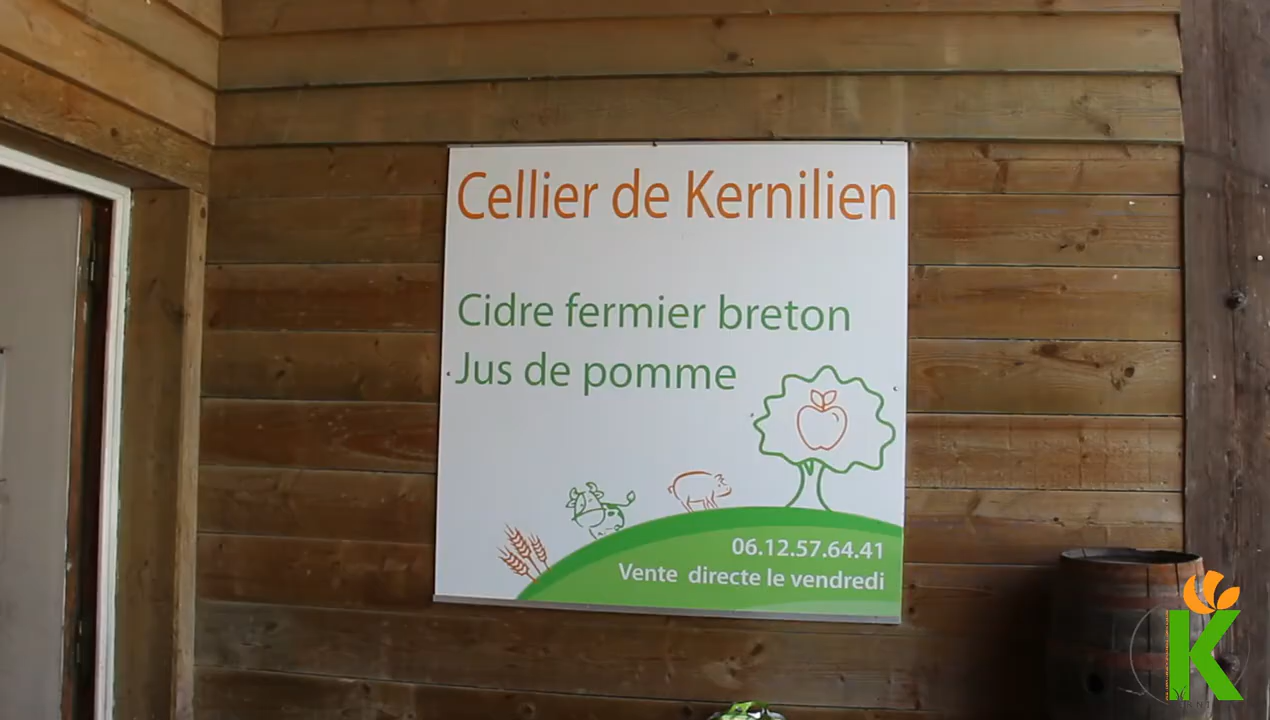 Cellier de Kernilien
Cidre fermier breton
Jus de pomme
06.12.57.64.41
Vente directe le vendredi
K